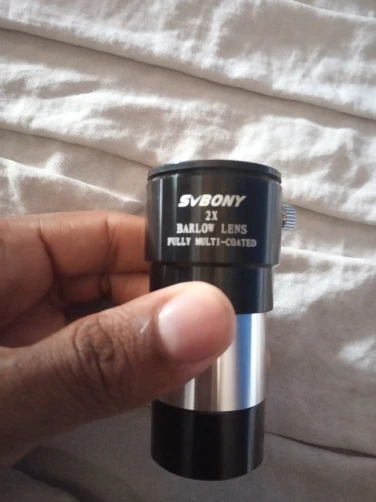 SVBONY
2X
BARLOW LENS
FULLY MULTI-COATED